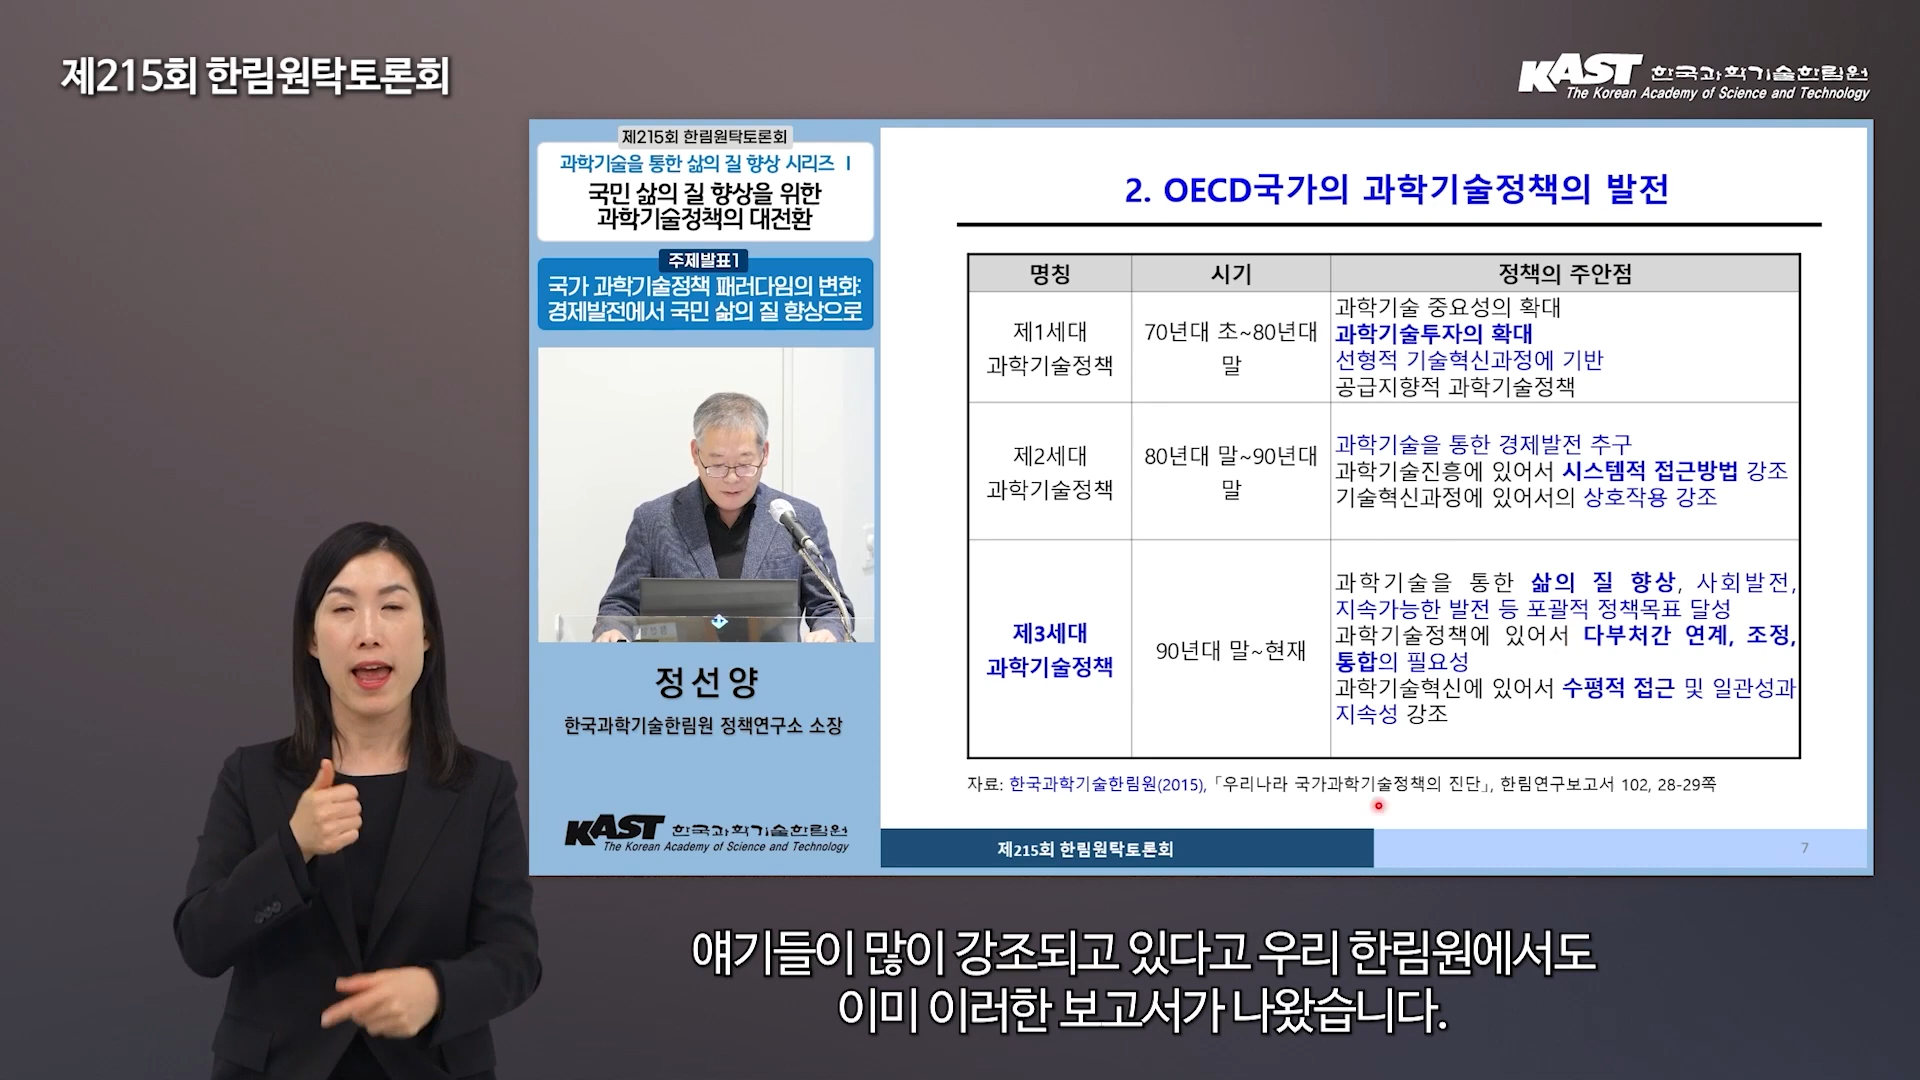 제215회 한림원탁토론회
KAST 한국과학기술한림원
The Korean Academy of Science and Technology
제215회 한림원탁토론회
과학기술을 통한 삶의 질 향상 시리즈 Ⅰ
국민 삶의 질 향상을 위한
과학기술정책의 대전환
주제발표1
국가 과학기술정책 패러다임의 변화:
경제발전에서 국민 삶의 질 향상으로
정선양
한국과학기술한림원 정책연구소 소장
KAST 한국과학기술한림원
The Korean Academy of Science and Technology
2. OECD국가의 과학기술정책의 발전
명칭 시기 정책의 주안점
제1세대
과학기술정책
70년대 초~80년대
말
과학기술 중요성의 확대
과학기술투자의 확대
선형적 기술혁신과정에 기반
공급지향적 과학기술정책
제2세대
과학기술정책
80년대 말~90년대
말
과학기술을 통한 경제발전 추구
과학기술진흥에 있어서 시스템적 접근방법 강조
기술혁신과정에 있어서의 상호작용 강조
제3세대
과학기술정책
90년대 말~현재
과학기술을 통한 삶의 질 향상, 사회발전,
지속가능한 발전 등 포괄적 정책목표 달성
과학기술정책에 있어서 다부처간 연계, 조정,
통합의 필요성
과학기술혁신에 있어서 수평적 접근 및 일관성과
지속성 강조
자료: 한국과학기술한림원(2015), 「우리나라 국가과학기술정책의 진단」, 한림연구보고서 102, 28-29쪽
제215회 한림원탁토론회
7
얘기들이 많이 강조되고 있다고 우리 한림원에서도
이미 이러한 보고서가 나왔습니다.